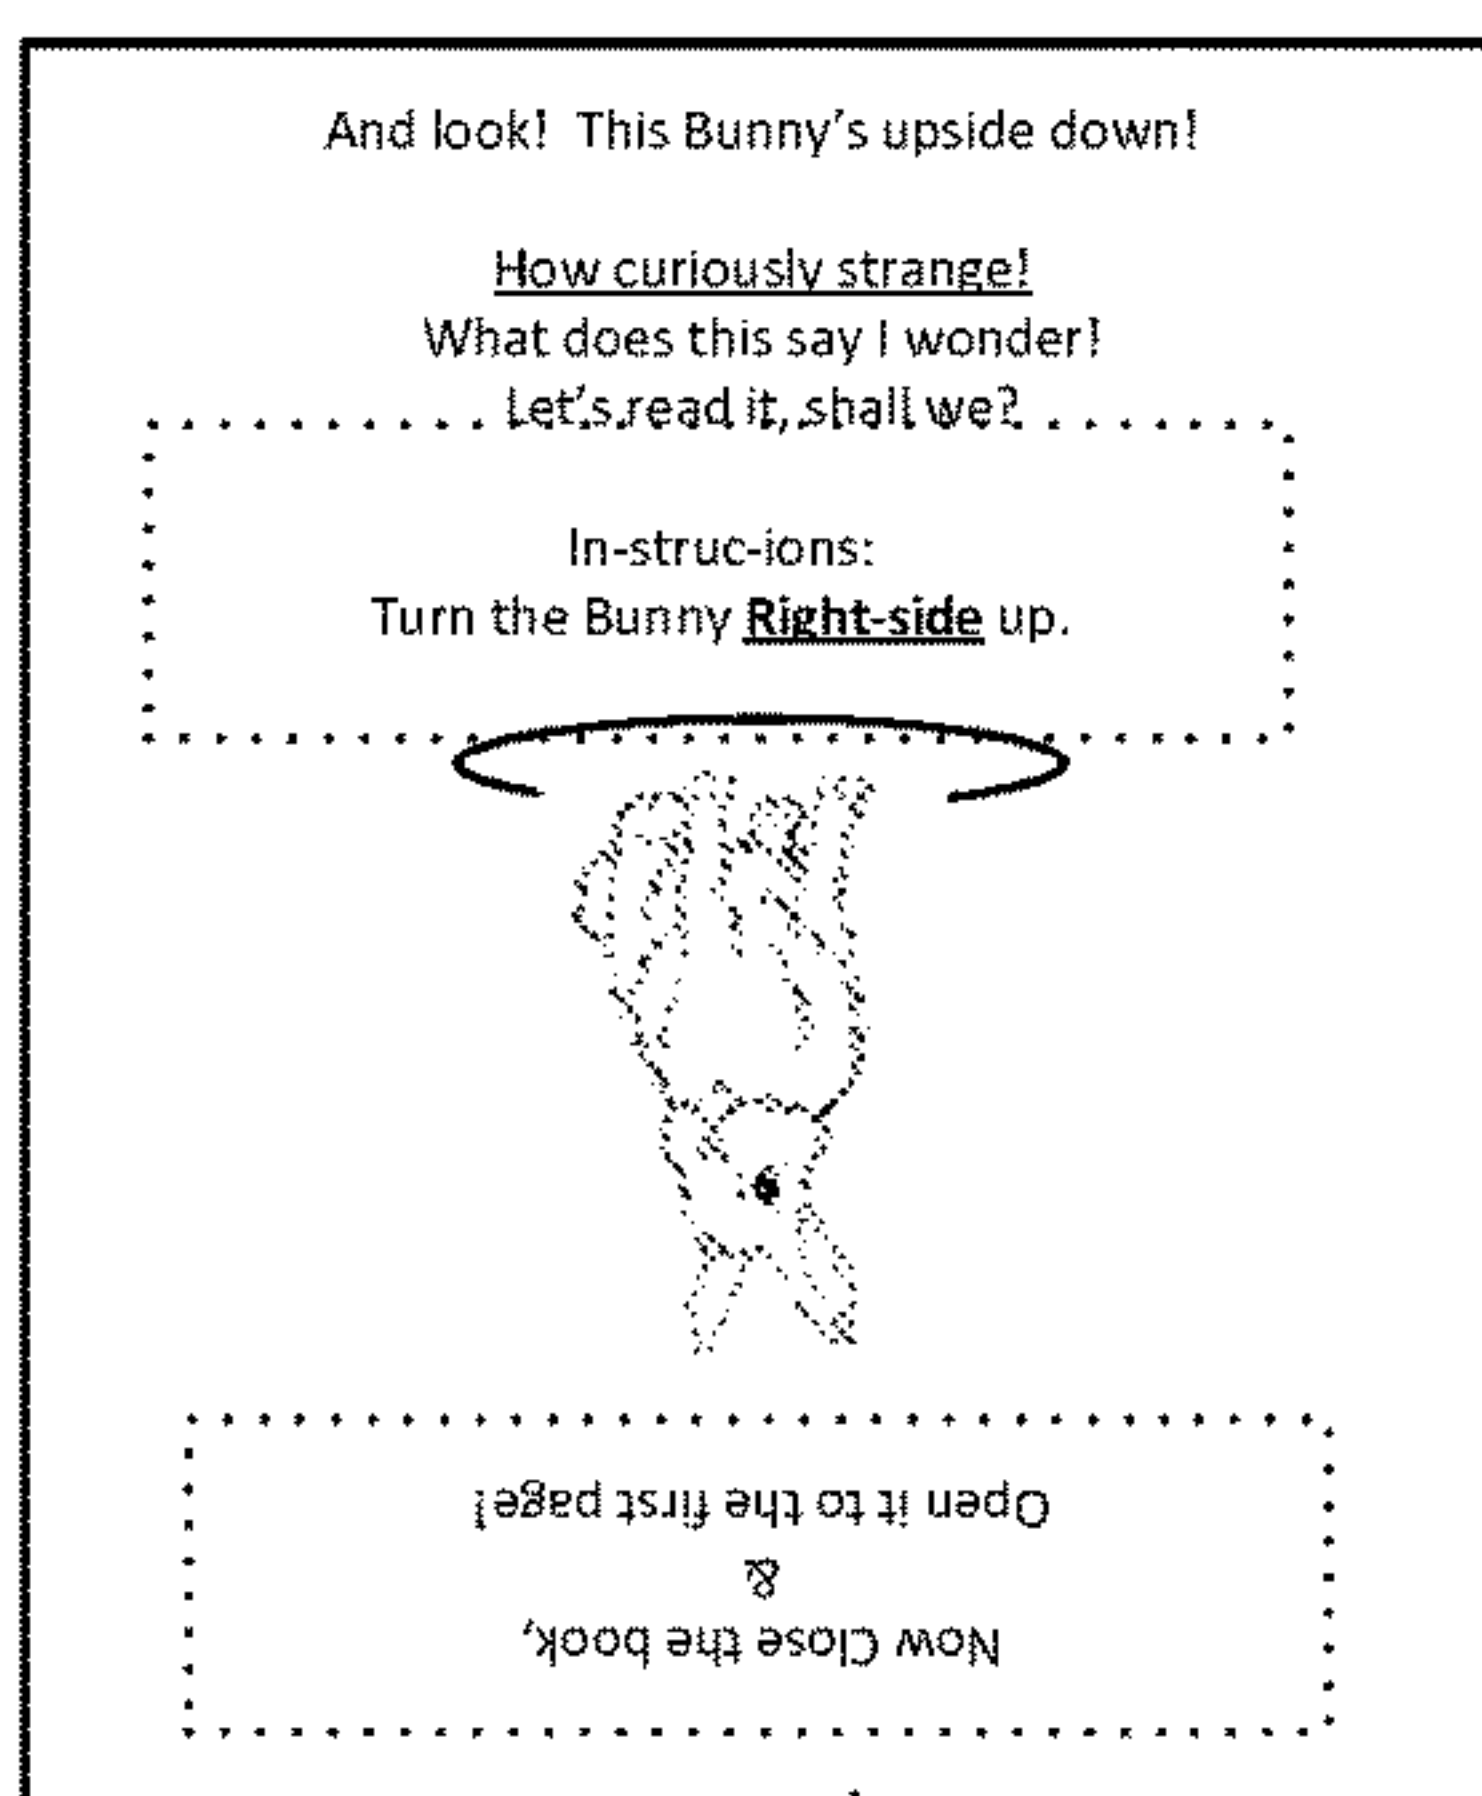 And look!  This Bunny's upside down!
How curiously strange!
What does this say I wonder!
Let's read it, shall we?
In-struc-ions:
Turn the Bunny Right-side up.
Now Close the book,
&
Open it to the first page!